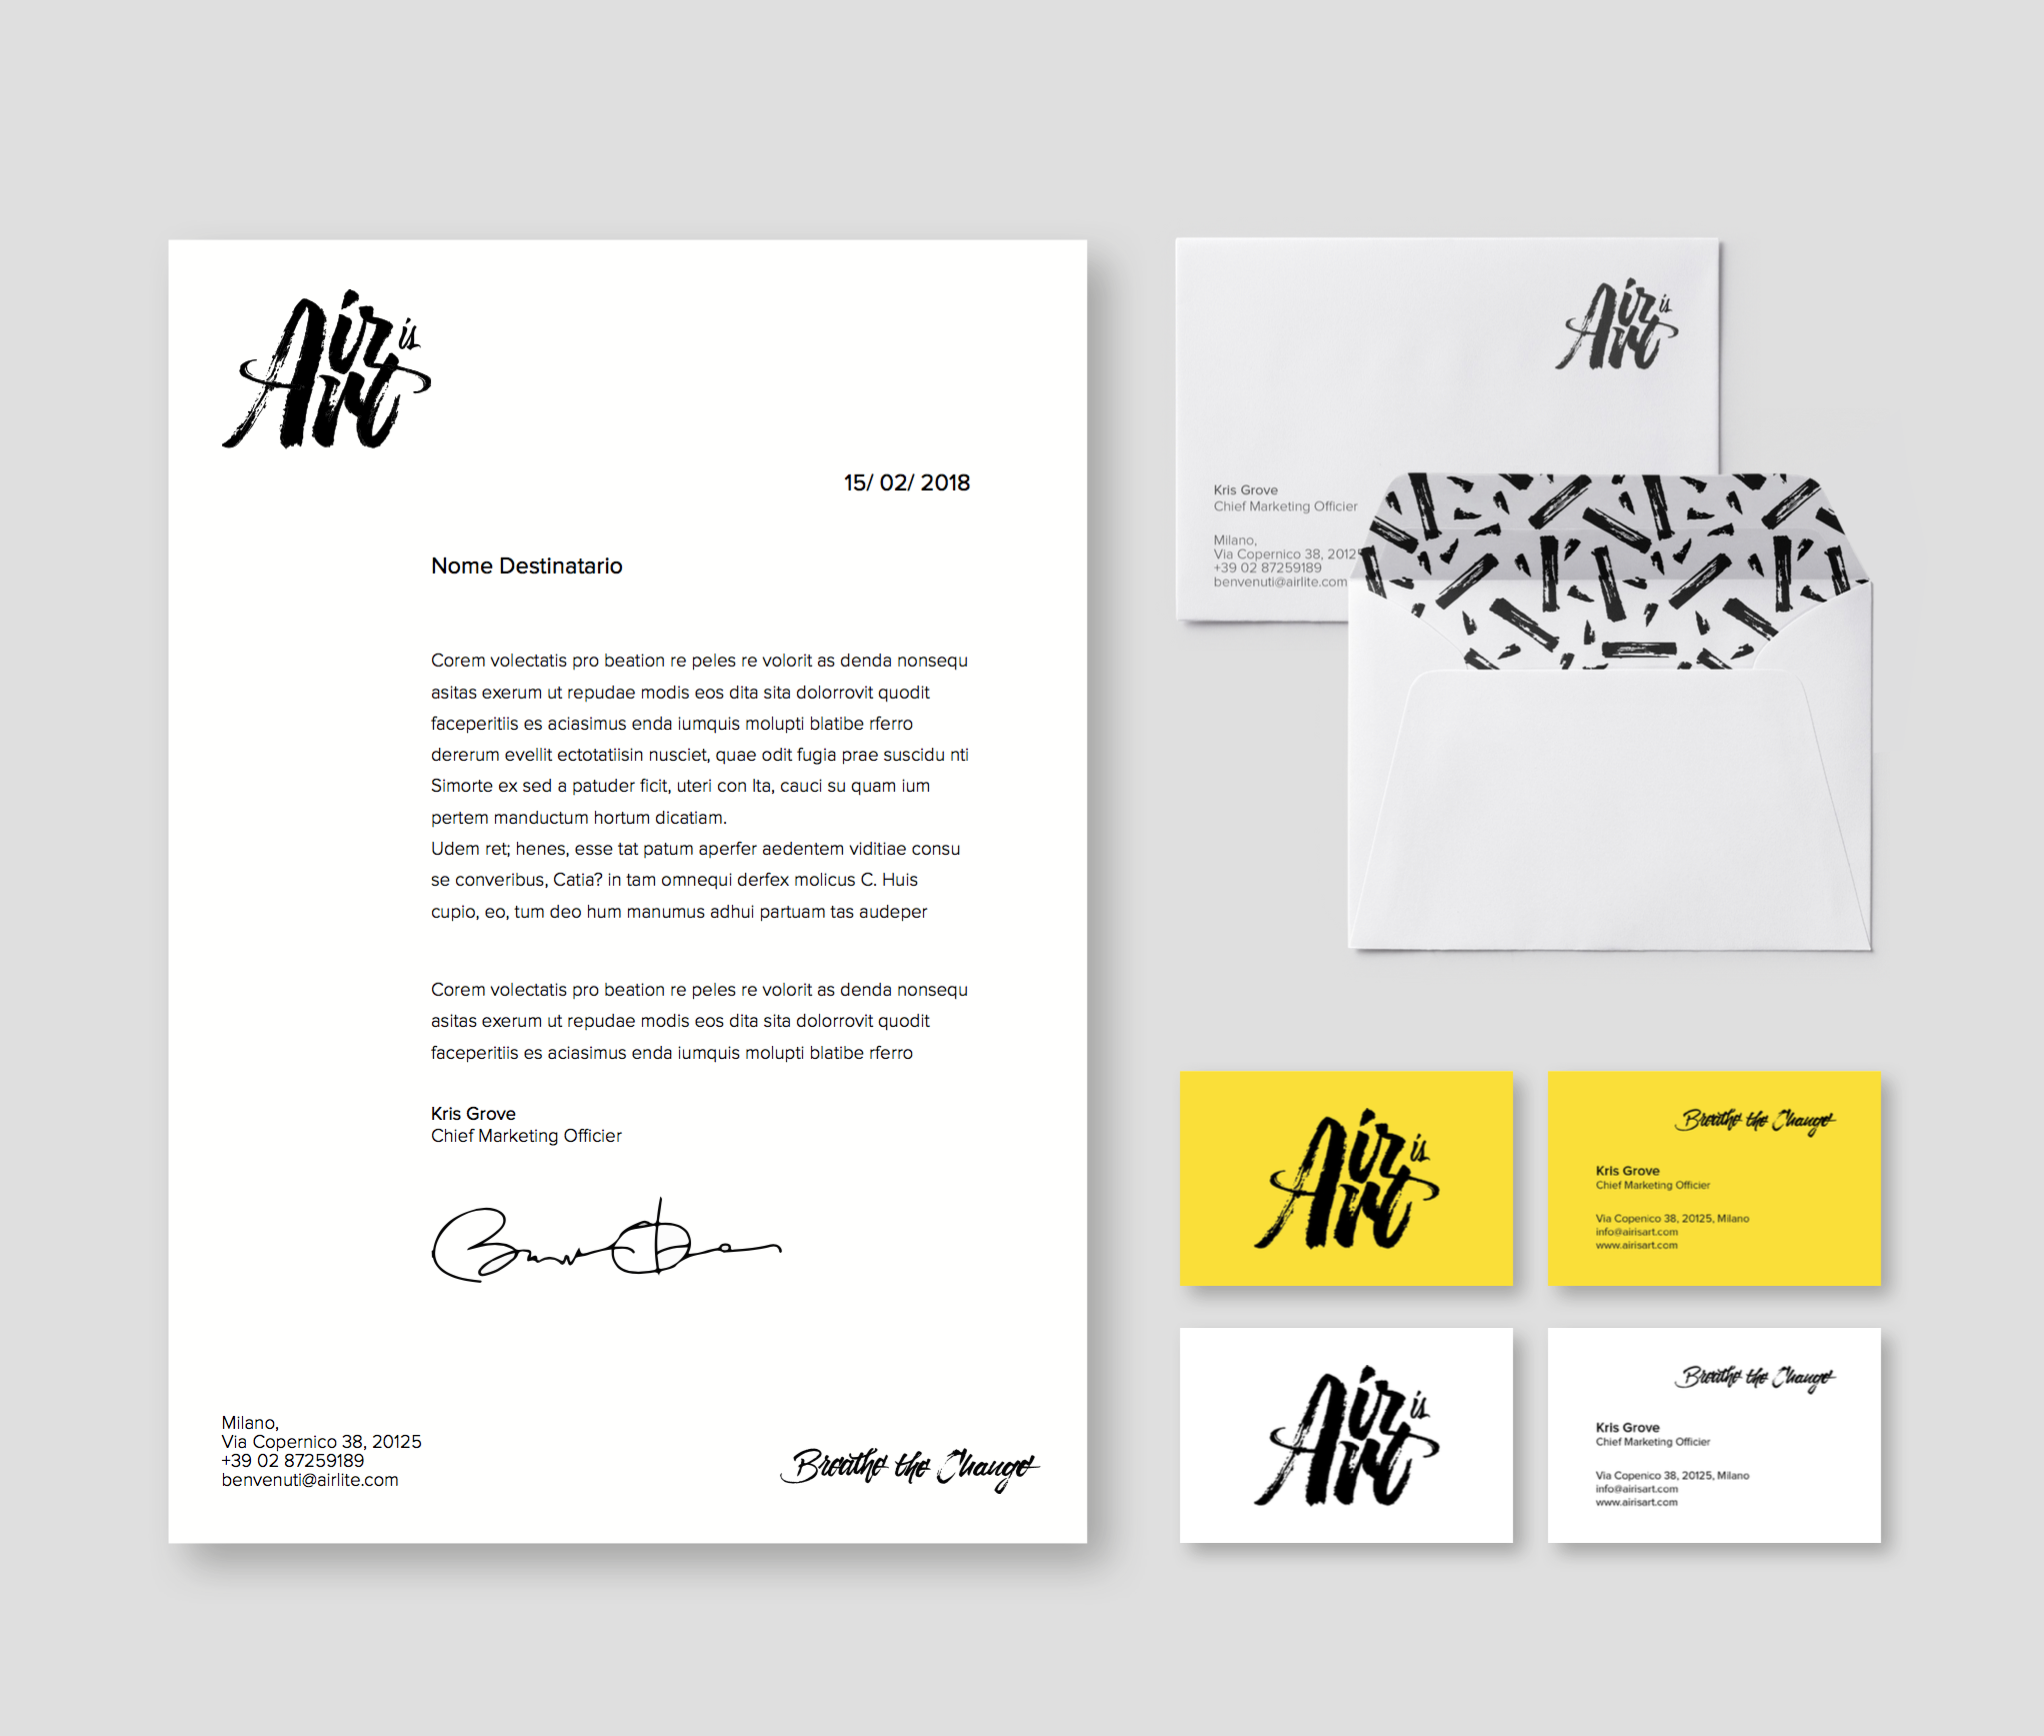 Air is
Art
15/ 02/ 2018
Nome Destinatario
Corem volectatis pro beation re peles re volorit as denda nonsequ
asitas exerum ut repudae modis eos dita sita dolorrovit quodit
faceperitiis es aciasimus enda iumquis molupti blatibe rferro
dererum evellit ectotatiisin nusciet, quae odit fugia prae suscidu nti
Simorte ex sed a patuder ficit, uteri con Ita, cauci su quam ium
pertem manductum hortum dicatiam.
Udem ret; henes, esse tat patum aperfer aedentem viditiae consu
se converibus, Catia? in tam omnequi derfex molicus C. Huis
cupio, eo, tum deo hum manumus adhui partuam tas audeper
Corem volectatis pro beation re peles re volorit as denda nonsequ
asitas exerum ut repudae modis eos dita sita dolorrovit quodit
faceperitiis es aciasimus enda iumquis molupti blatibe rferro
Kris Grove
Chief Marketing Officier
Milano,
Via Copernico 38, 20125
+39 02 87259189
benvenuti@airlite.com
Breathe the Change
Air is
Art
Kris Grove
Chief Marketing Officier
Milano,
Via Copernico 38, 20125
+39 02 87259189
benvenuti@airlite.com
Air is
Art
Breathe the Change
Kris Grove
Chief Marketing Officier
Via Copenico 38, 20125, Milano
info@airisart.com
www.airisart.com
Air is
Art
Breathe the Change
Kris Grove
Chief Marketing Officier
Via Copenico 38, 20125, Milano
info@airisart.com
www.airisart.com